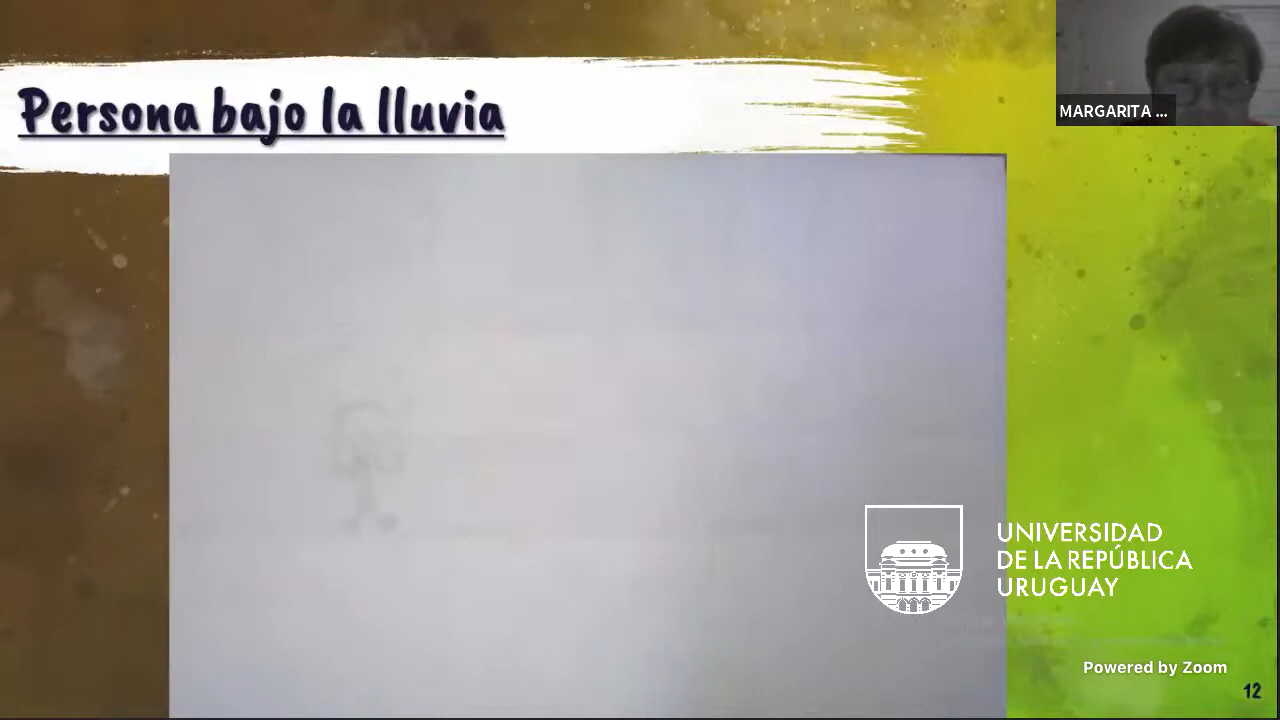 Persona bajo la lluvia
MARGARITA ...
UNIVERSIDAD
DE LA REPÚBLICA
URUGUAY
Powered by Zoom
12